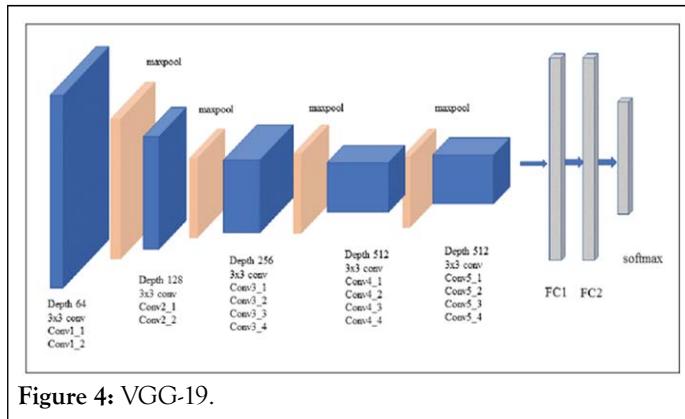 maxpool
maxpool
maxpool
maxpool
Depth 64
3x3 conv
Conv1_1
Conv1_2
Depth 128
3x3 conv
Conv2_1
Conv2_2
Depth 256
3x3 conv
Conv3_1
Conv3_2
Conv3_3
Conv3_4
Depth 512
3x3 conv
Conv4_1
Conv4_2
Conv4_3
Conv4_4
Depth 512
3x3 conv
Conv5_1
Conv5_2
Conv5_3
Conv5_4
FC1
FC2
softmax
Figure 4: VGG-19.